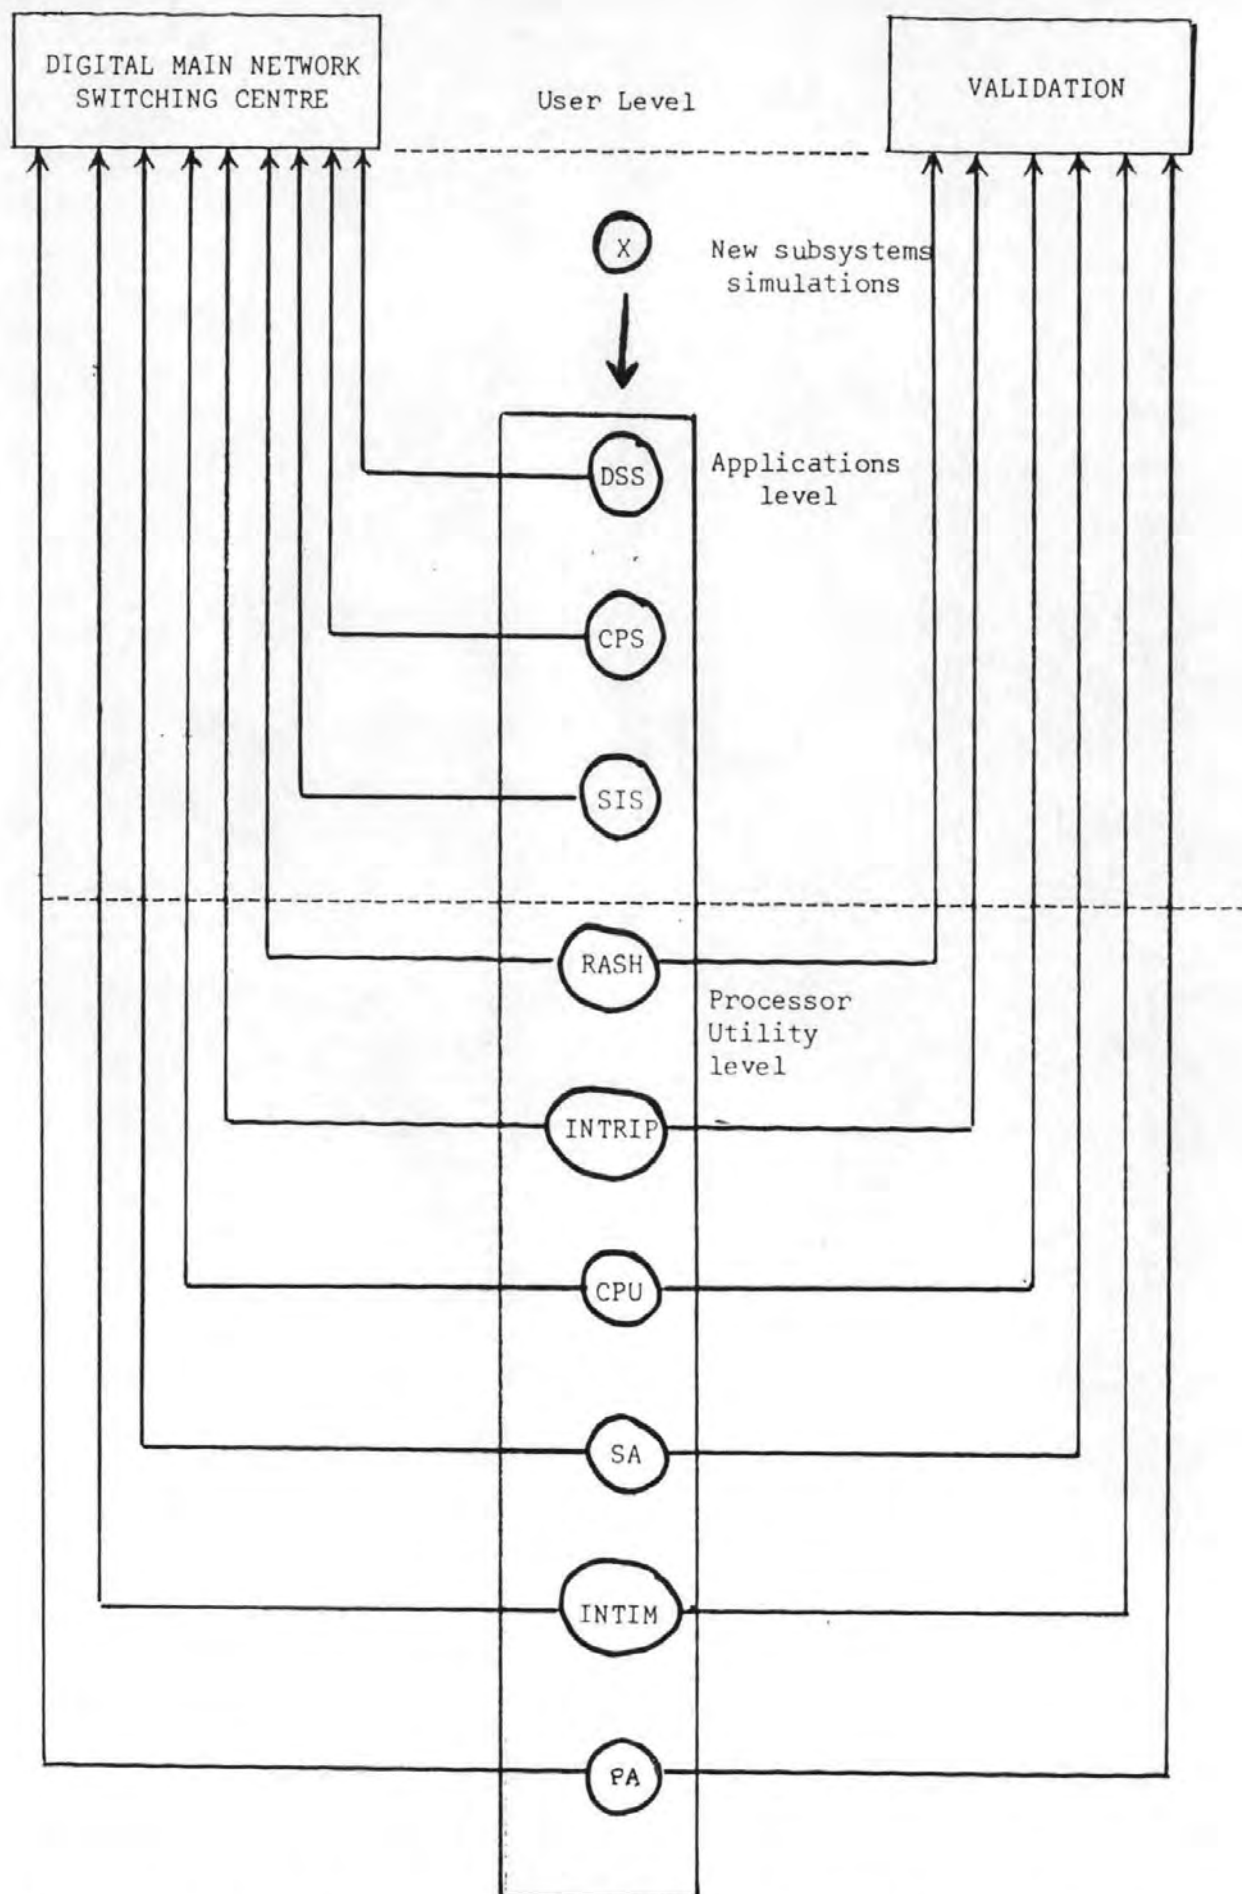 DIGITAL MAIN NETWORK
SWITCHING CENTRE
User Level
VALIDATION
X
New subsystems
simulations
DSS
Applications
level
CPS
SIS
RASH
Processor
Utility
level
INTRIP
CPU
SA
INTIM
PA